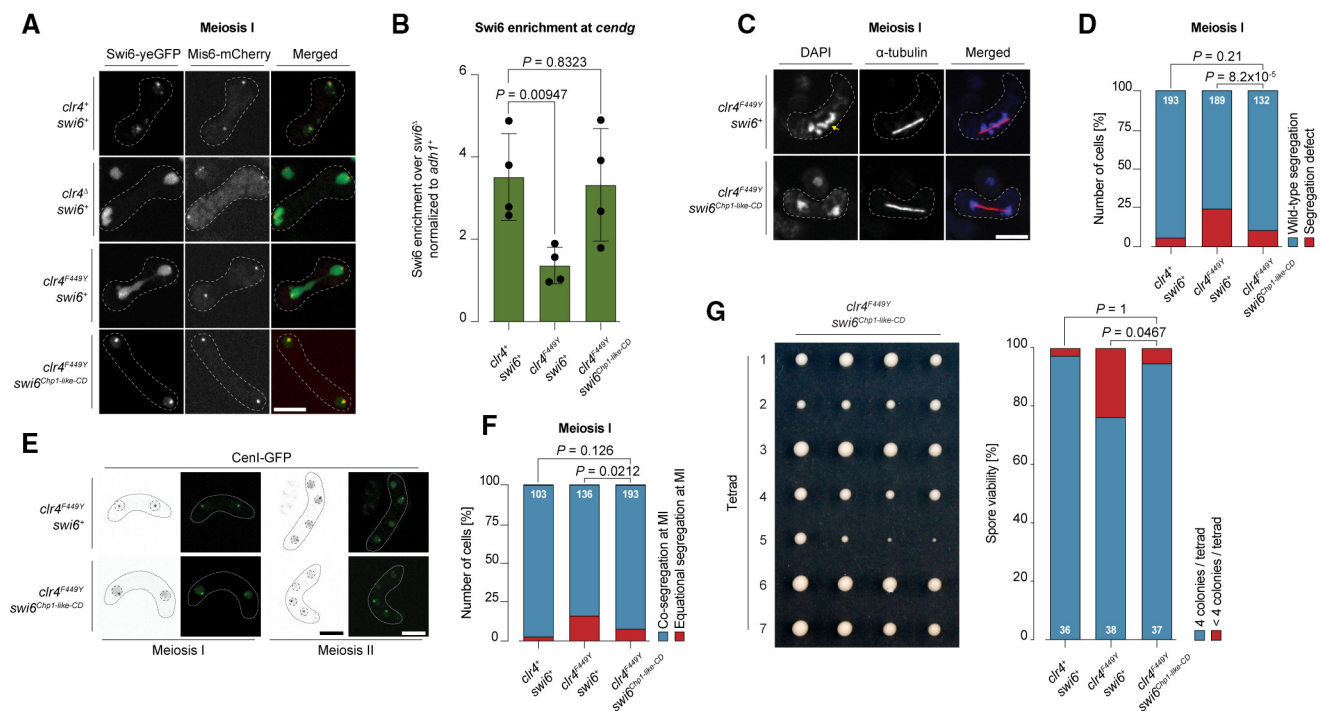 A
Meiosis I
Swi6-yeGFP Mis6-mCherry Merged
clr4+
swi6+
clr4Δ
swi6+
clr4F449Y
swi6+
clr4F449Y
swi6Chp1-like-CD
B
Swi6 enrichment at cendg
Swi6 enrichment over swi6Δ
normalized to adh1+
6
4
2
0
P = 0.8323
P = 0.00947
clr4+
swi6+
clr4F449Y
swi6+
clr4F449Y
swi6Chp1-like-CD
C
Meiosis I
DAPI α-tubulin Merged
clr4F449Y
swi6+
clr4F449Y
swi6Chp1-like-CD
D
Meiosis I
P = 0.21
P = 8.2x10-5
Number of cells [%]
100
75
50
25
0
193 189 132
clr4+
swi6+
clr4F449Y
swi6+
clr4F449Y
swi6Chp1-like-CD
Wild-type segregation
Segregation defect
E
CenI-GFP
clr4F449Y
swi6+
clr4F449Y
swi6Chp1-like-CD
Meiosis I Meiosis II
F
Meiosis I
P = 0.126
P = 0.0212
Number of cells [%]
100
75
50
25
0
103 136 193
clr4+
swi6+
clr4F449Y
swi6+
clr4F449Y
swi6Chp1-like-CD
Co-segregation at MI
Equational segregation at MI
G
clr4F449Y
swi6Chp1-like-CD
Tetrad
1
2
3
4
5
6
7
P = 1
P = 0.0467
Spore viability [%]
100
80
60
40
20
0
36 38 37
clr4+
swi6+
clr4F449Y
swi6+
clr4F449Y
swi6Chp1-like-CD
4 colonies / tetrad
< 4 colonies / tetrad